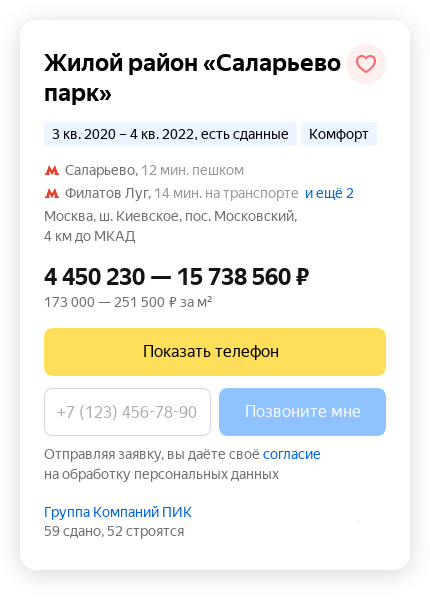 Жилой район «Саларьево
парк»
3 кв. 2020 – 4 кв. 2022, есть сданные Комфорт
Саларьево, 12 мин. пешком
Филатов Луг, 14 мин. на транспорте и ещё 2
Москва, ш. Киевское, пос. Московский,
4 км до МКАД
4 450 230 — 15 738 560 ₽
173 000 — 251 500 ₽ за м²
Показать телефон
+7 (123) 456-78-90 Позвоните мне
Отправляя заявку, вы даёте своё согласие
на обработку персональных данных
Группа Компаний ПИК
59 сдано, 52 строятся